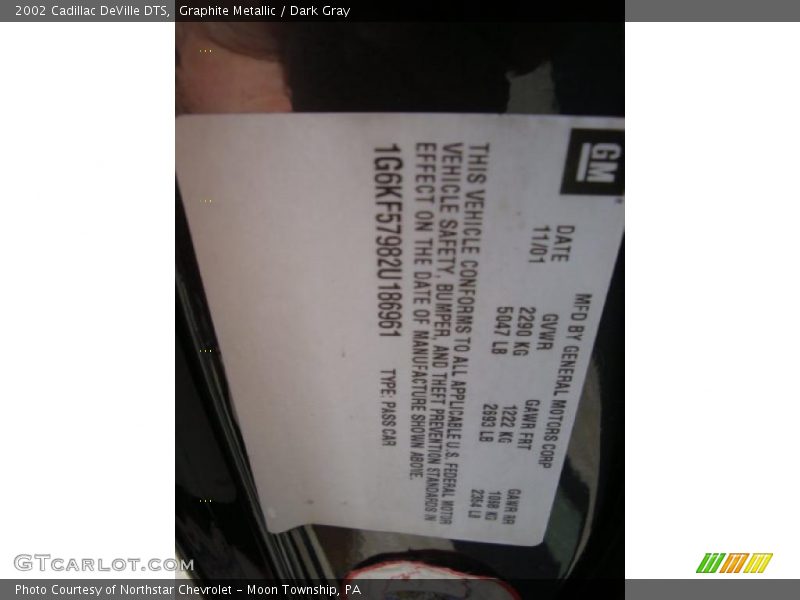 2002 Cadillac DeVille DTS, Graphite Metallic / Dark Gray
GM
MFD BY GENERAL MOTORS CORP
DATE GVWR GAWR FRT GAWR RR
11/01 2290 KG 1222 KG 1068 KG
5047 LB 2693 LB 2354 LB
THIS VEHICLE CONFORMS TO ALL APPLICABLE U.S. FEDERAL MOTOR
VEHICLE SAFETY, BUMPER, AND THEFT PREVENTION STANDARDS IN
EFFECT ON THE DATE OF MANUFACTURE SHOWN ABOVE.
1G6KF57982U186961 TYPE: PASS CAR
GTcarlot.com
Photo Courtesy of Northstar Chevrolet - Moon Township, PA